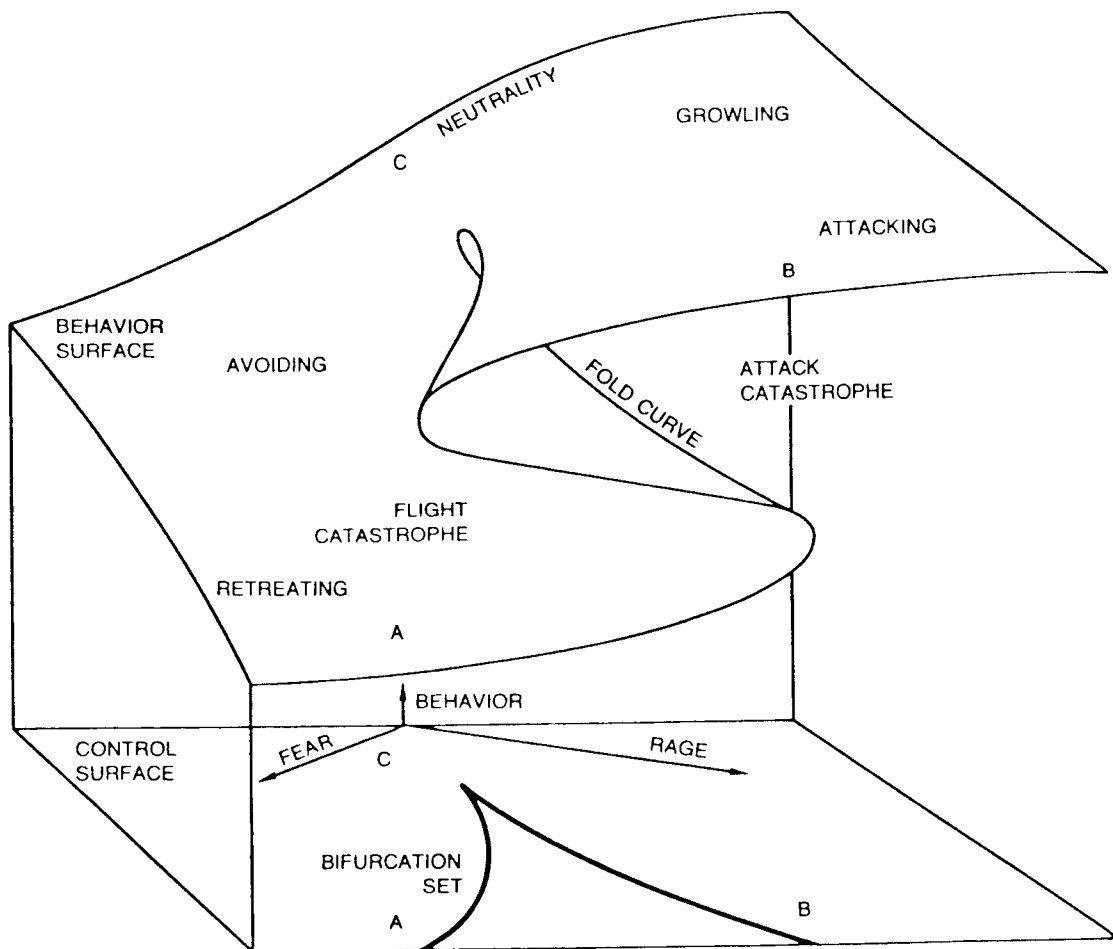 NEUTRALITY
GROWLING
C
ATTACKING
B
BEHAVIOR
SURFACE
AVOIDING
ATTACK
CATASTROPHE
FOLD CURVE
FLIGHT
CATASTROPHE
RETREATING
A
BEHAVIOR
FEAR
RAGE
CONTROL
SURFACE
C
BIFURCATION
SET
A
B